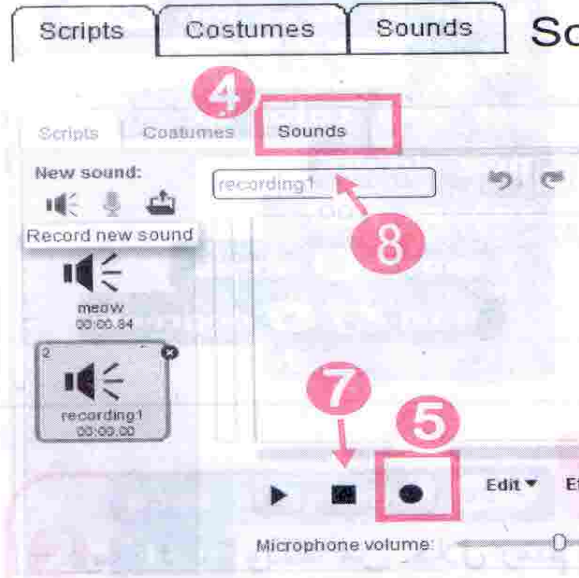 Scripts Costumes Sounds So
4
Scripts Costumes Sounds
New sound:
recording1
Record new sound
8
meow
00:00.84
2
recording1
00:00.00
7
5
Edit
Microphone volume: